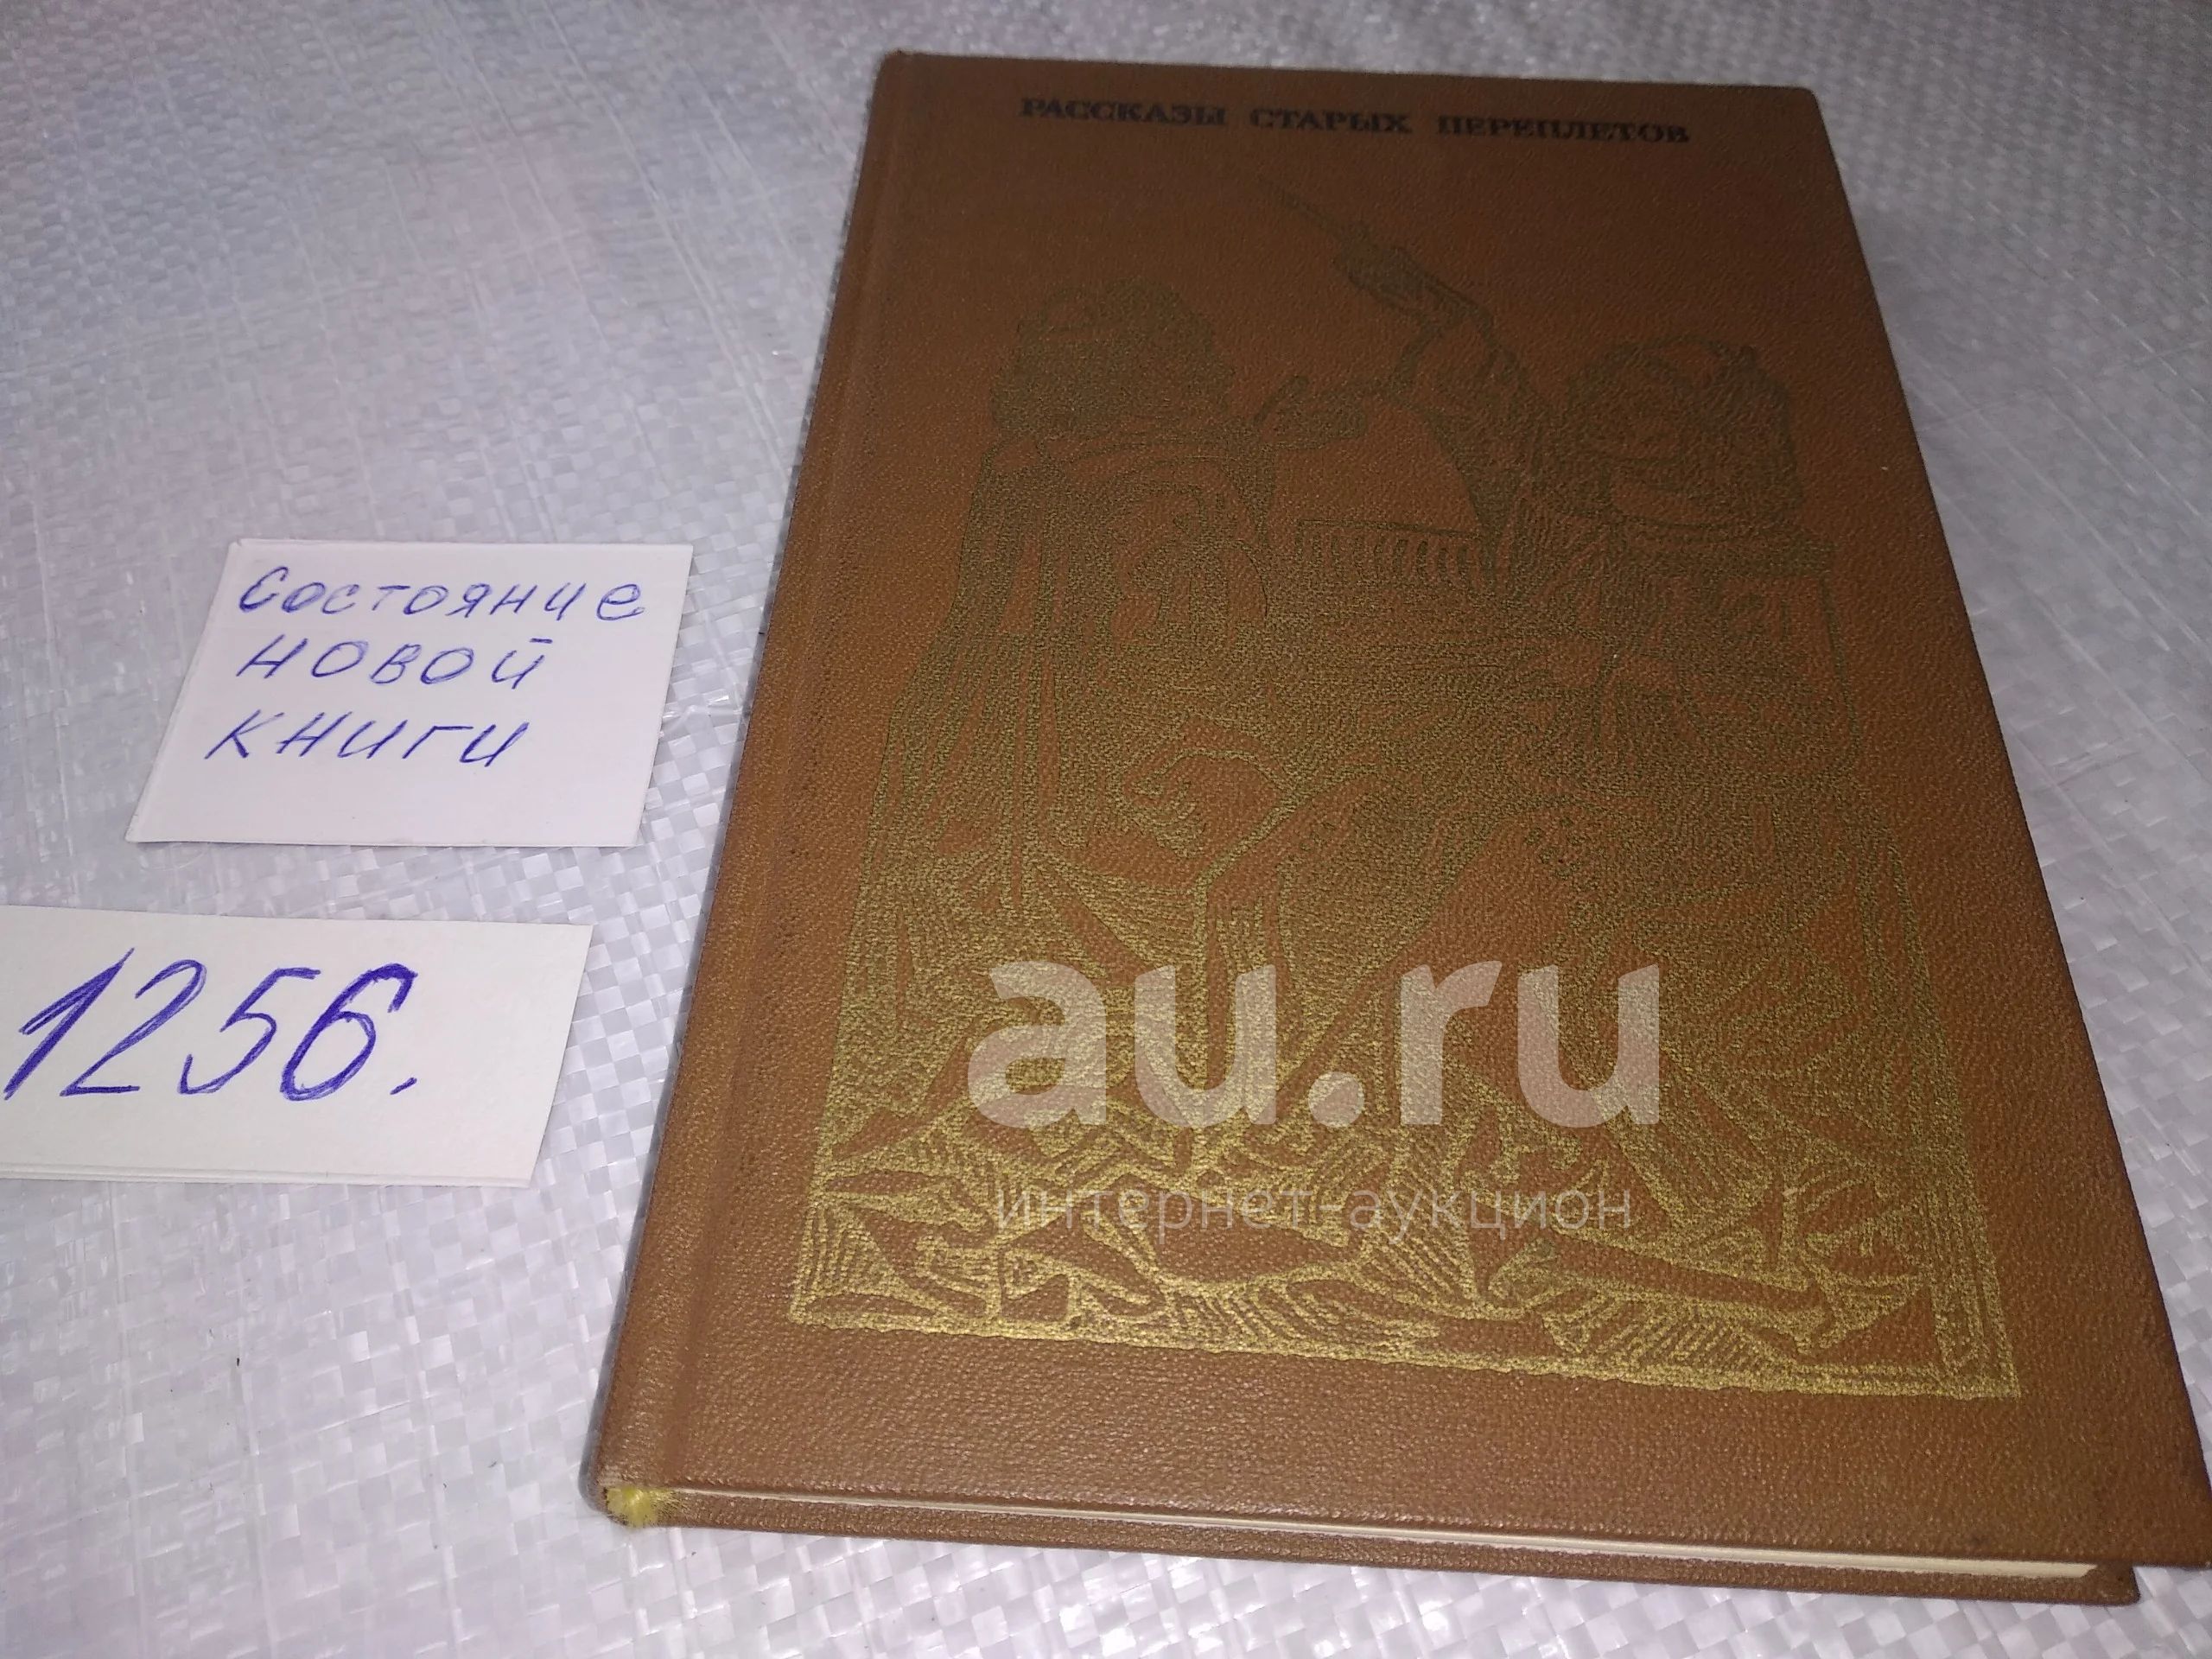 РАССКАЗЫ СТАРЫХ ПЕРЕПЛЕТОВ
Состояние
новой
книги
1256.
au.ru
интернет-аукцион